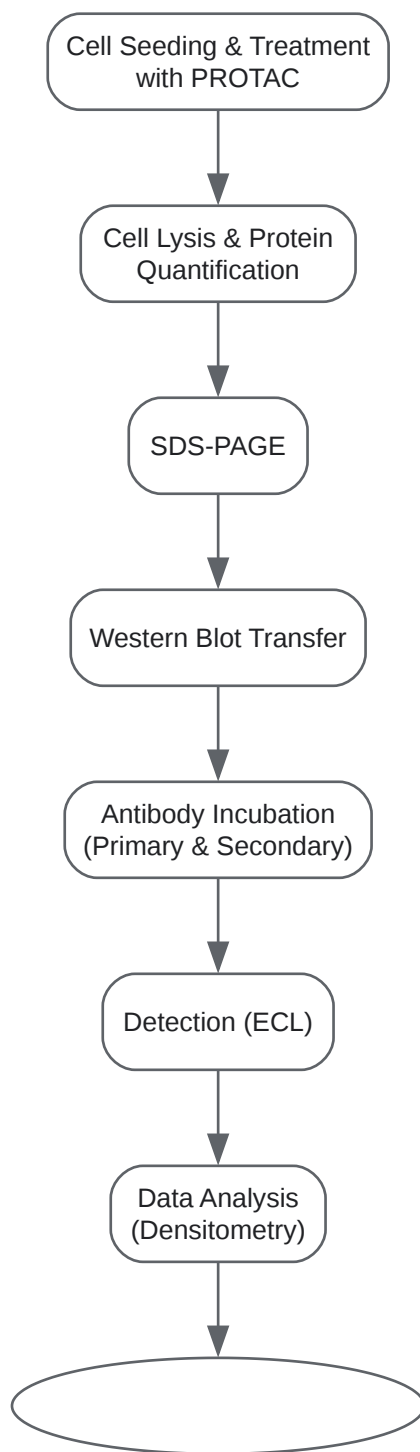 Cell Seeding & Treatment
with PROTAC
Cell Lysis & Protein
Quantification
SDS-PAGE
Western Blot Transfer
Antibody Incubation
(Primary & Secondary)
Detection (ECL)
Data Analysis
(Densitometry)